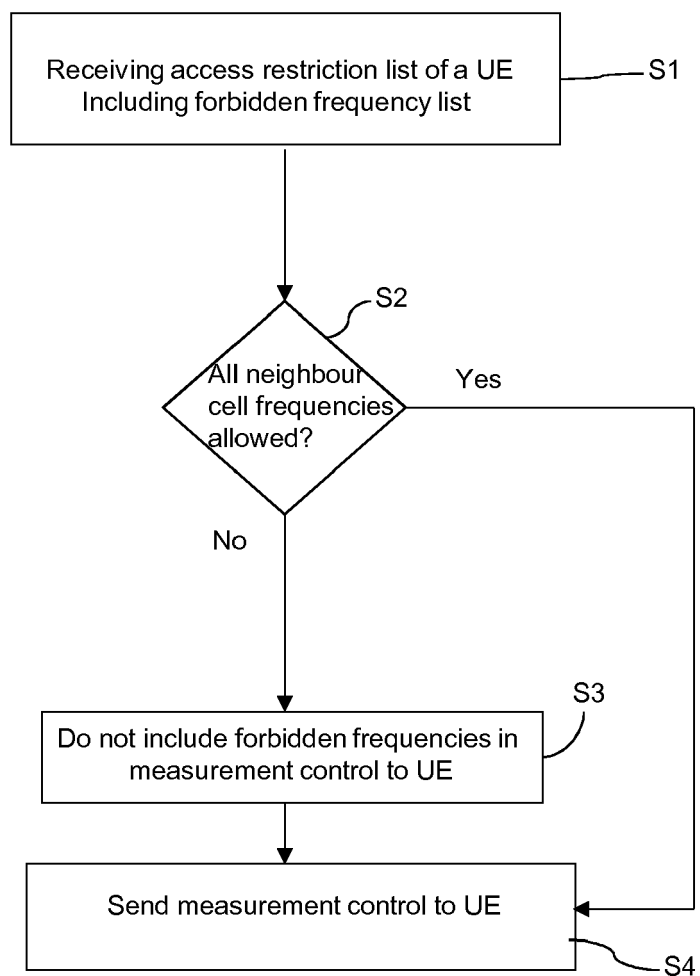 Receiving access restriction list of a UE
Including forbidden frequency list
S1
S2
All neighbour
cell frequencies
allowed?
Yes
No
S3
Do not include forbidden frequencies in
measurement control to UE
Send measurement control to UE
S4